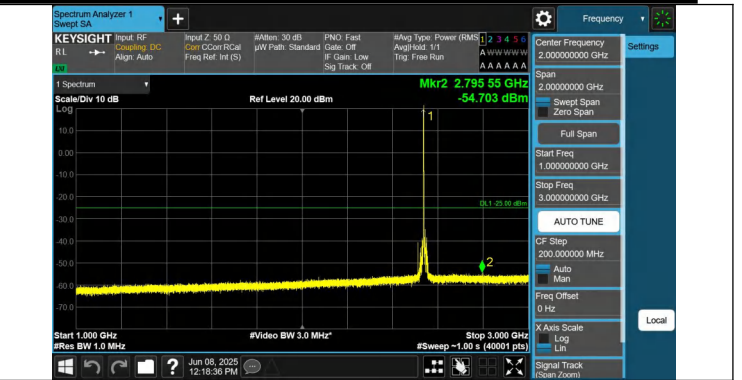 Spectrum Analyzer 1
Swept SA
Frequency
KEYSIGHT Input: RF Input Z: 50 Ω #Atten: 30 dB PNO: Fast #Avg Type: Power (RMS 1 2 3 4 5 6
RL Coupling: DC Corr CCorr RCal µW Path: Standard Gate: Off Avg|Hold: 1/1 A W W W W W
Align: Auto Freq Ref: Int (S) IF Gain: Low Trig: Free Run
Sig Track: Off A A A A A A
1 Spectrum
Mkr2 2.795 55 GHz
Scale/Div 10 dB Ref Level 20.00 dBm -54.703 dBm
Log
1
10.0
0.00
-10.0
DL1 -25.00 dBm
-20.0
-30.0
-40.0
-50.0
2
-60.0
-70.0
Start 1.000 GHz #Video BW 3.0 MHz* Stop 3.000 GHz
#Res BW 1.0 MHz #Sweep ~1.00 s (40001 pts)
Jun 08, 2025
12:18:36 PM
Center Frequency
2.000000000 GHz
Span
2.00000000 GHz
Swept Span
Zero Span
Full Span
Start Freq
1.000000000 GHz
Stop Freq
3.000000000 GHz
AUTO TUNE
CF Step
200.000000 MHz
Auto
Man
Freq Offset
0 Hz
X Axis Scale
Log
Lin
Signal Track
(Span Zoom)
Settings
Local